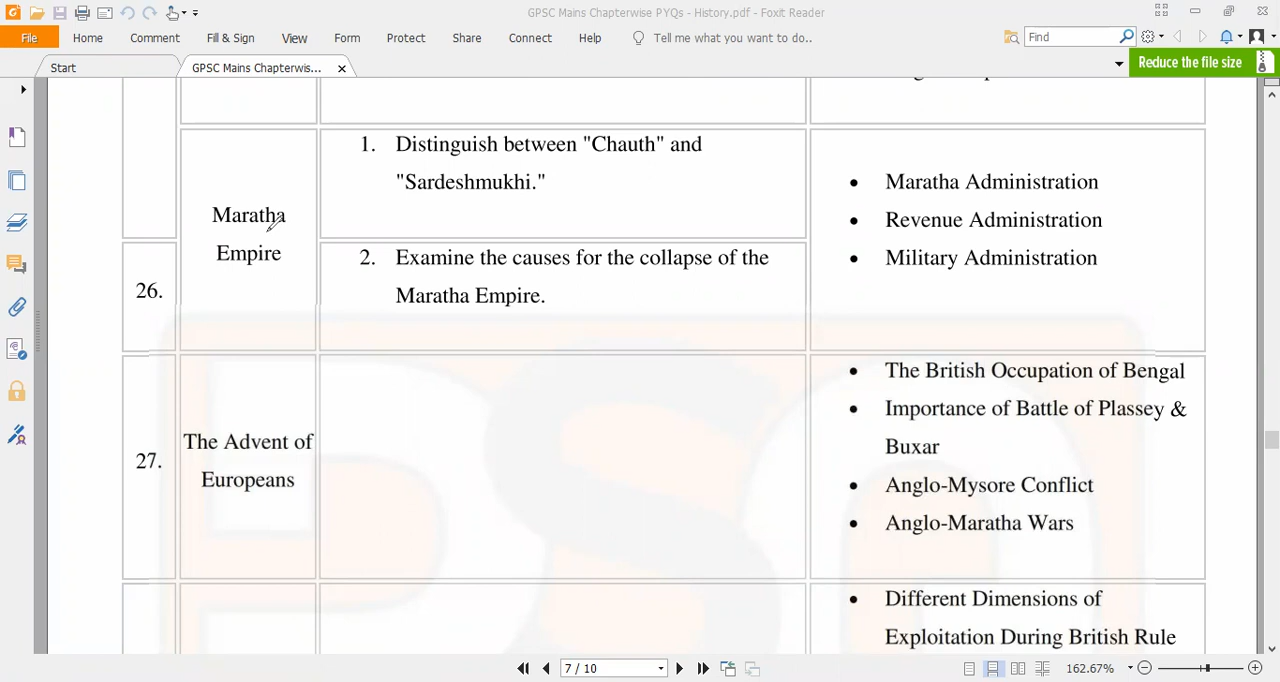 GPSC Mains Chapterwise PYQs - History.pdf - Foxit Reader
File Home Comment Fill & Sign View Form Protect Share Connect Help Tell me what you want to do.. Find
Start GPSC Mains Chapterwis... Reduce the file size
1. Distinguish between "Chauth" and
"Sardeshmukhi."
Maratha
Empire
• Maratha Administration
• Revenue Administration
• Military Administration
26.
2. Examine the causes for the collapse of the
Maratha Empire.
27.
The Advent of
Europeans
• The British Occupation of Bengal
• Importance of Battle of Plassey &
Buxar
• Anglo-Mysore Conflict
• Anglo-Maratha Wars
• Different Dimensions of
Exploitation During British Rule
7 / 10 162.67%